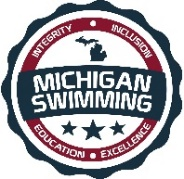 INTEGRITY • INCLUSION
MICHIGAN
SWIMMING
EDUCATION • EXCELLENCE